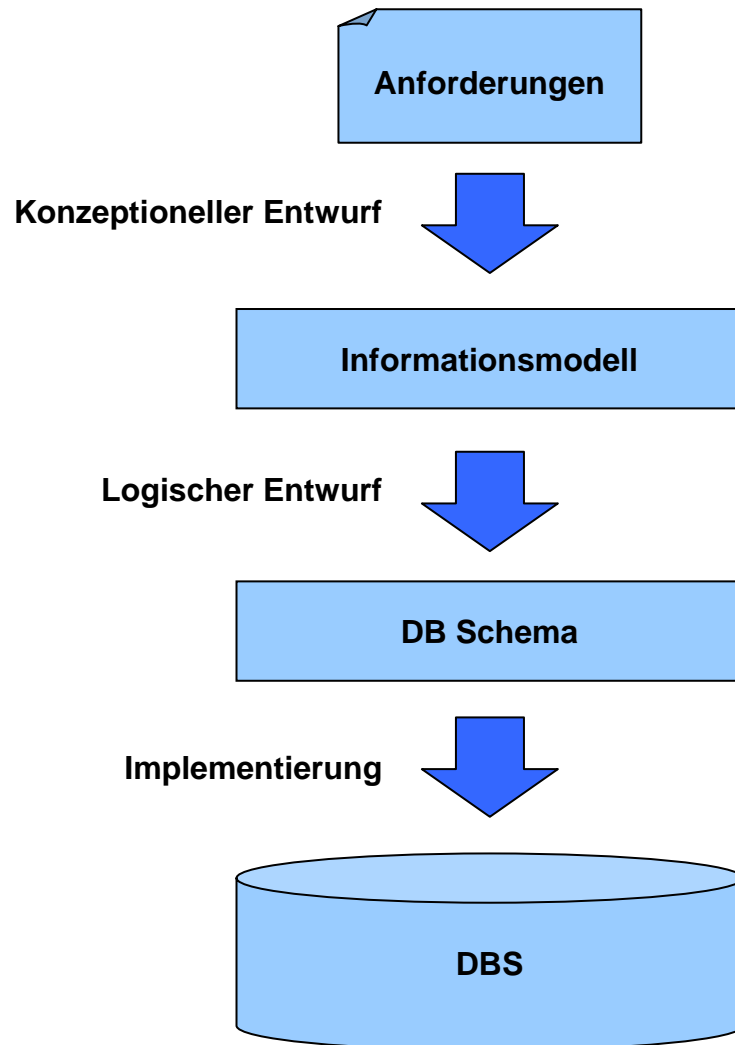 Anforderungen
Konzeptioneller Entwurf
Informationsmodell
Logischer Entwurf
DB Schema
Implementierung
DBS